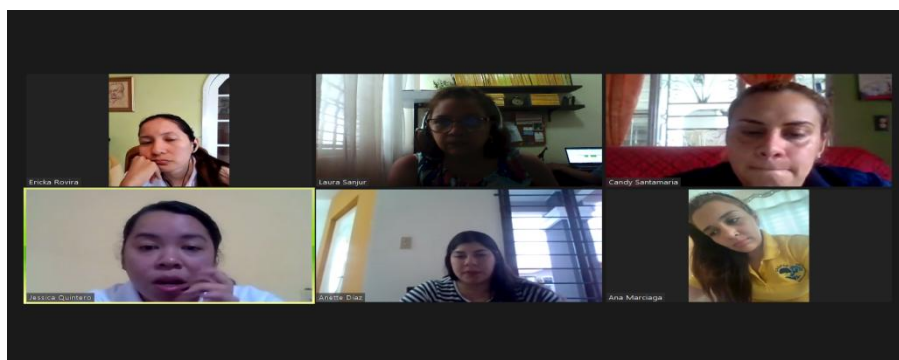 Ericka Rovira
Laura Sanjur
Candy Santamaria
Jessica Quintero
Anette Diaz
Ana Marciaga